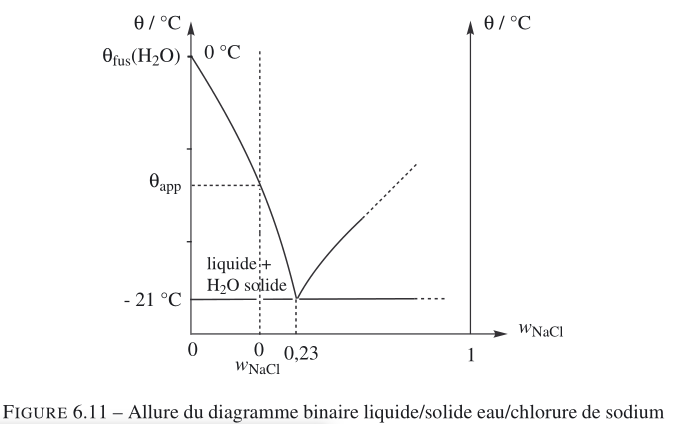 θ / °C
θ / °C
θfus(H2O)
0 °C
θapp
liquide +
H2O solide
- 21 °C
wNaCl
0
0
0,23
1
wNaCl
FIGURE 6.11 – Allure du diagramme binaire liquide/solide eau/chlorure de sodium